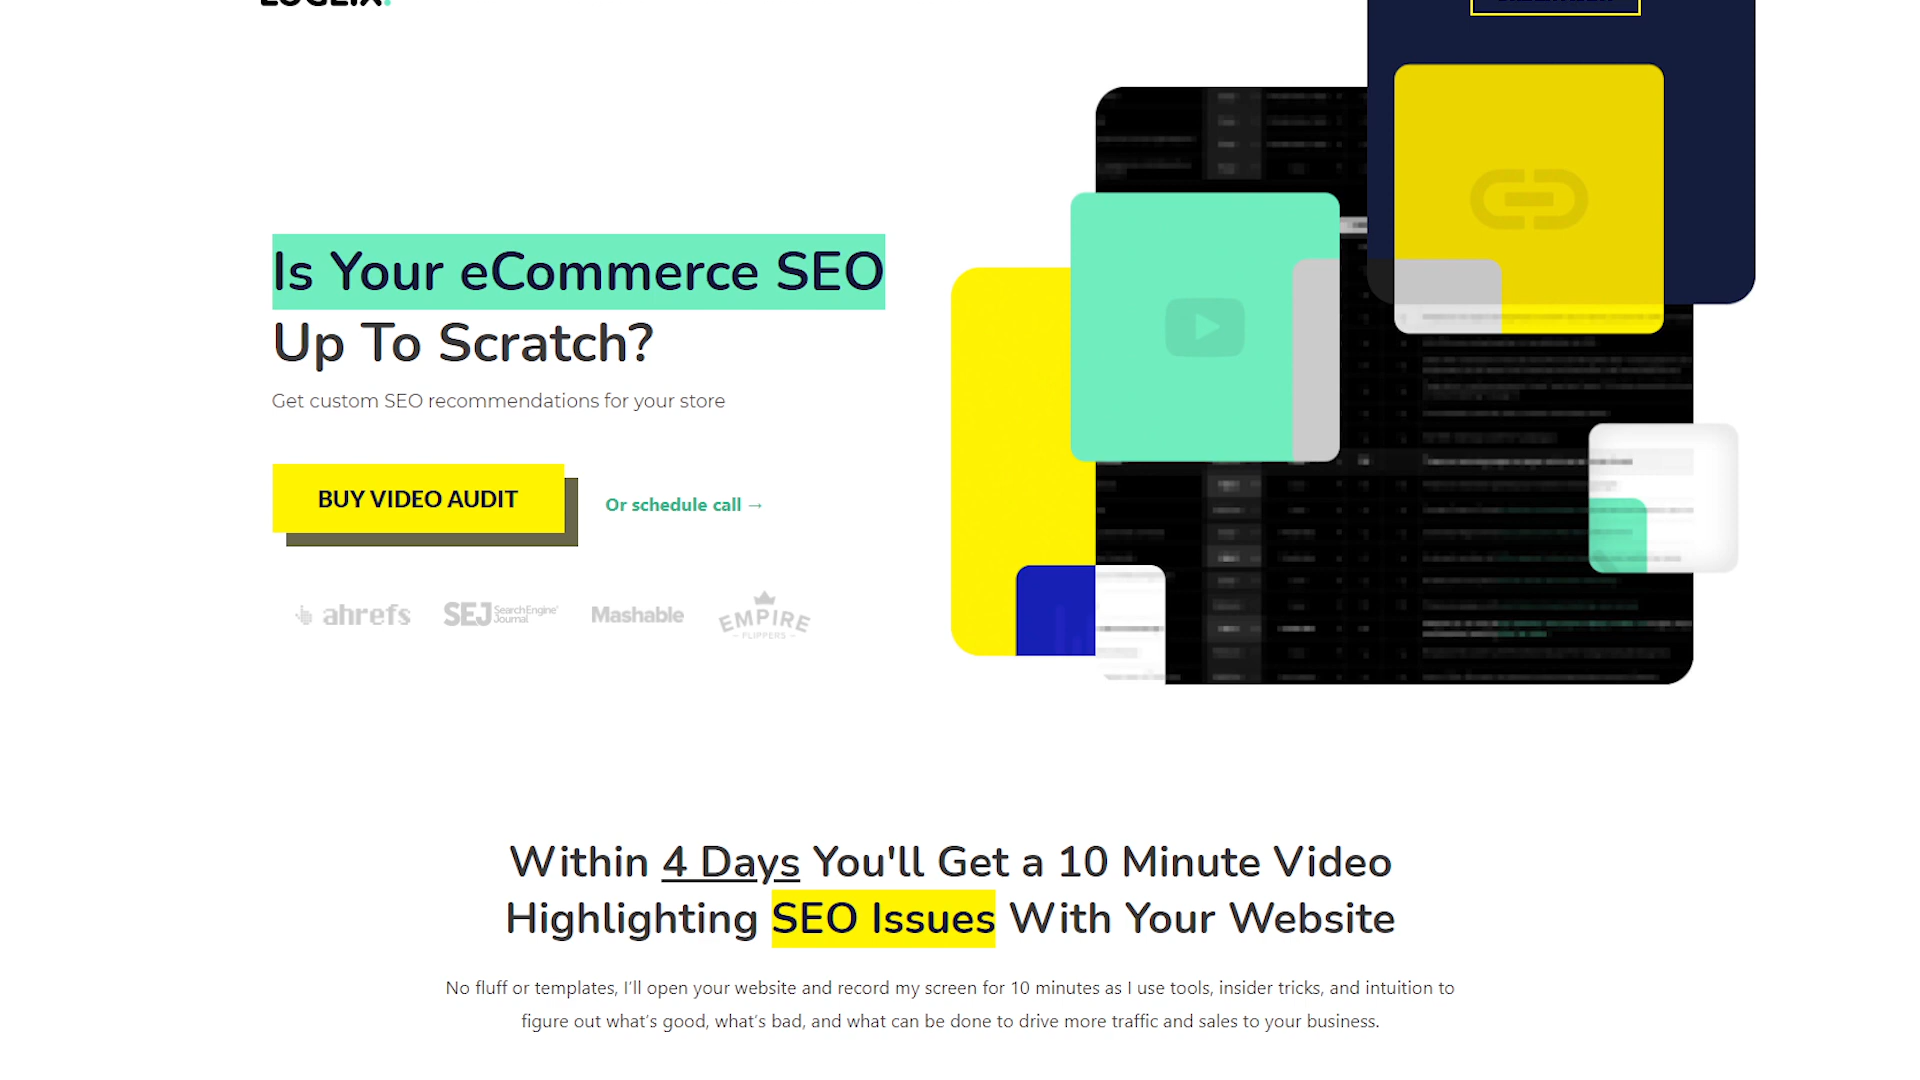 Is Your eCommerce SEO
Up To Scratch?
Get custom SEO recommendations for your store
BUY VIDEO AUDIT
Or schedule call →
ahrefs
SEJ Search Engine Journal
Mashable
EMPIRE
– FLIPPERS –
Within 4 Days You'll Get a 10 Minute Video
Highlighting SEO Issues With Your Website
No fluff or templates, I'll open your website and record my screen for 10 minutes as I use tools, insider tricks, and intuition to
figure out what's good, what's bad, and what can be done to drive more traffic and sales to your business.